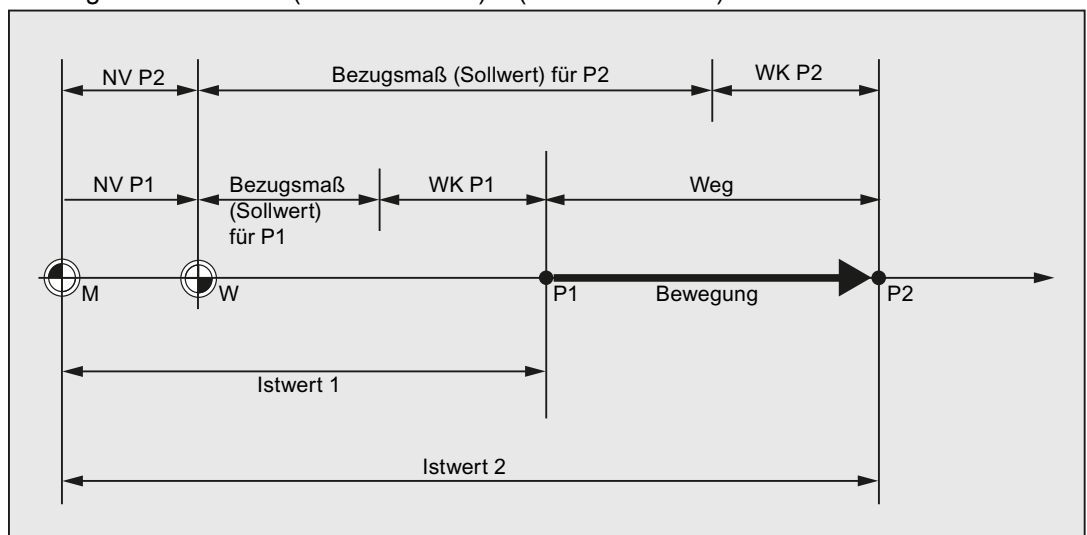 NV P2
Bezugsmaß (Sollwert) für P2
WK P2
NV P1
Bezugsmaß
(Sollwert)
für P1
WK P1
Weg
M
W
P1
Bewegung
P2
Istwert 1
Istwert 2